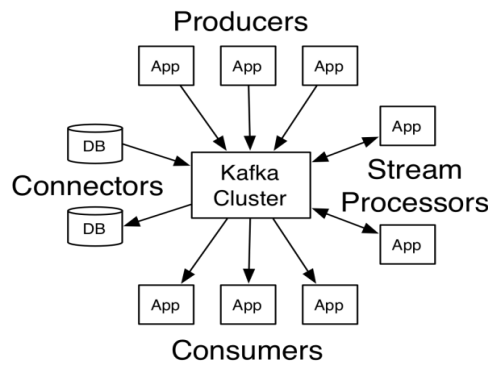 Producers
App
App
App
DB
App
Connectors
Kafka
Cluster
Stream
Processors
DB
App
App
App
App
Consumers